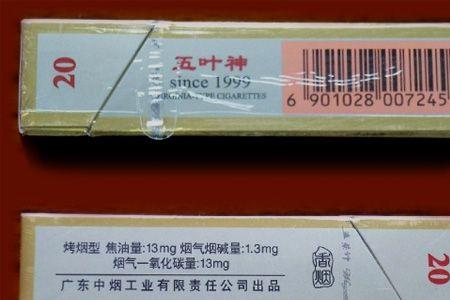 20
五叶神
since 1999
VIRGINIA-TYPE CIGARETTES
6 901028 007245
烤烟型 焦油量:13mg 烟气烟碱量:1.3mg
烟气一氧化碳量:13mg
广东中烟工业有限责任公司出品
香烟
20